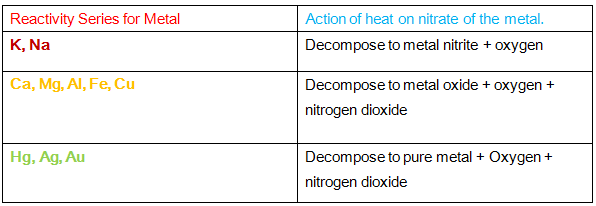 Reactivity Series for Metal
Action of heat on nitrate of the metal.
K, Na
Decompose to metal nitrite + oxygen
Ca, Mg, Al, Fe, Cu
Decompose to metal oxide + oxygen +
nitrogen dioxide
Hg, Ag, Au
Decompose to pure metal + Oxygen +
nitrogen dioxide